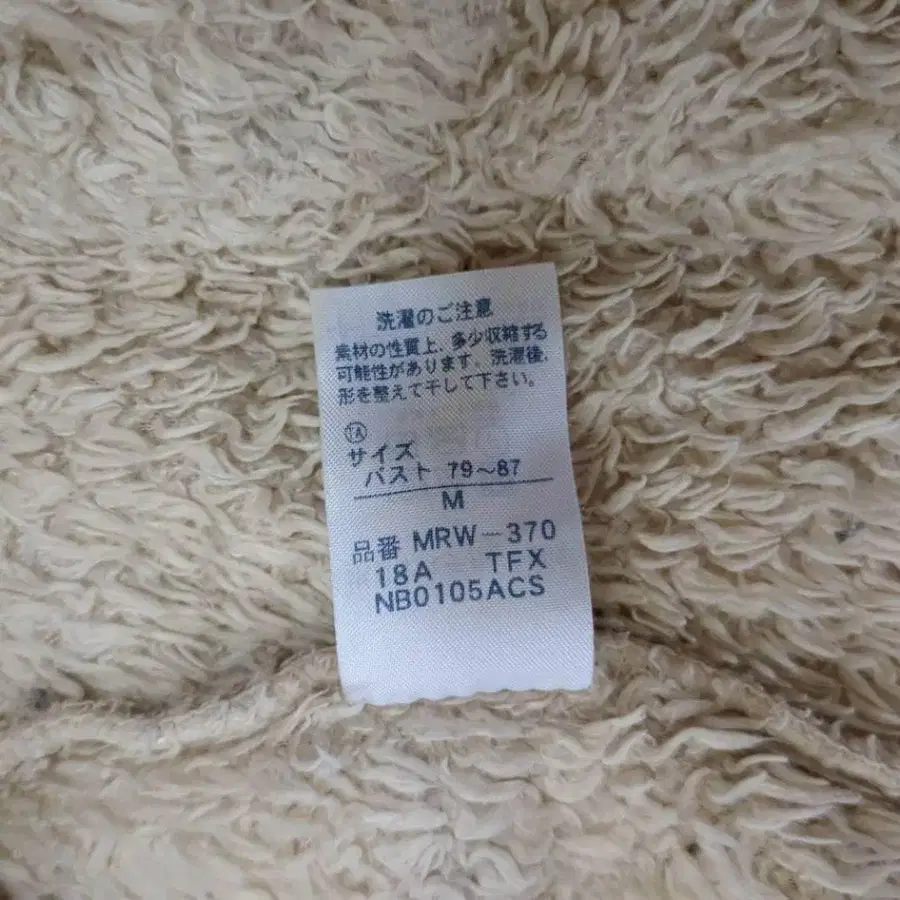 洗濯のご注意
素材の性質上、多少収縮する
可能性があります。洗濯後、
形を整えて干して下さい。
1A
サイズ
バスト 79～87
M
品番 MRW－370
18A TFX
NB0105ACS